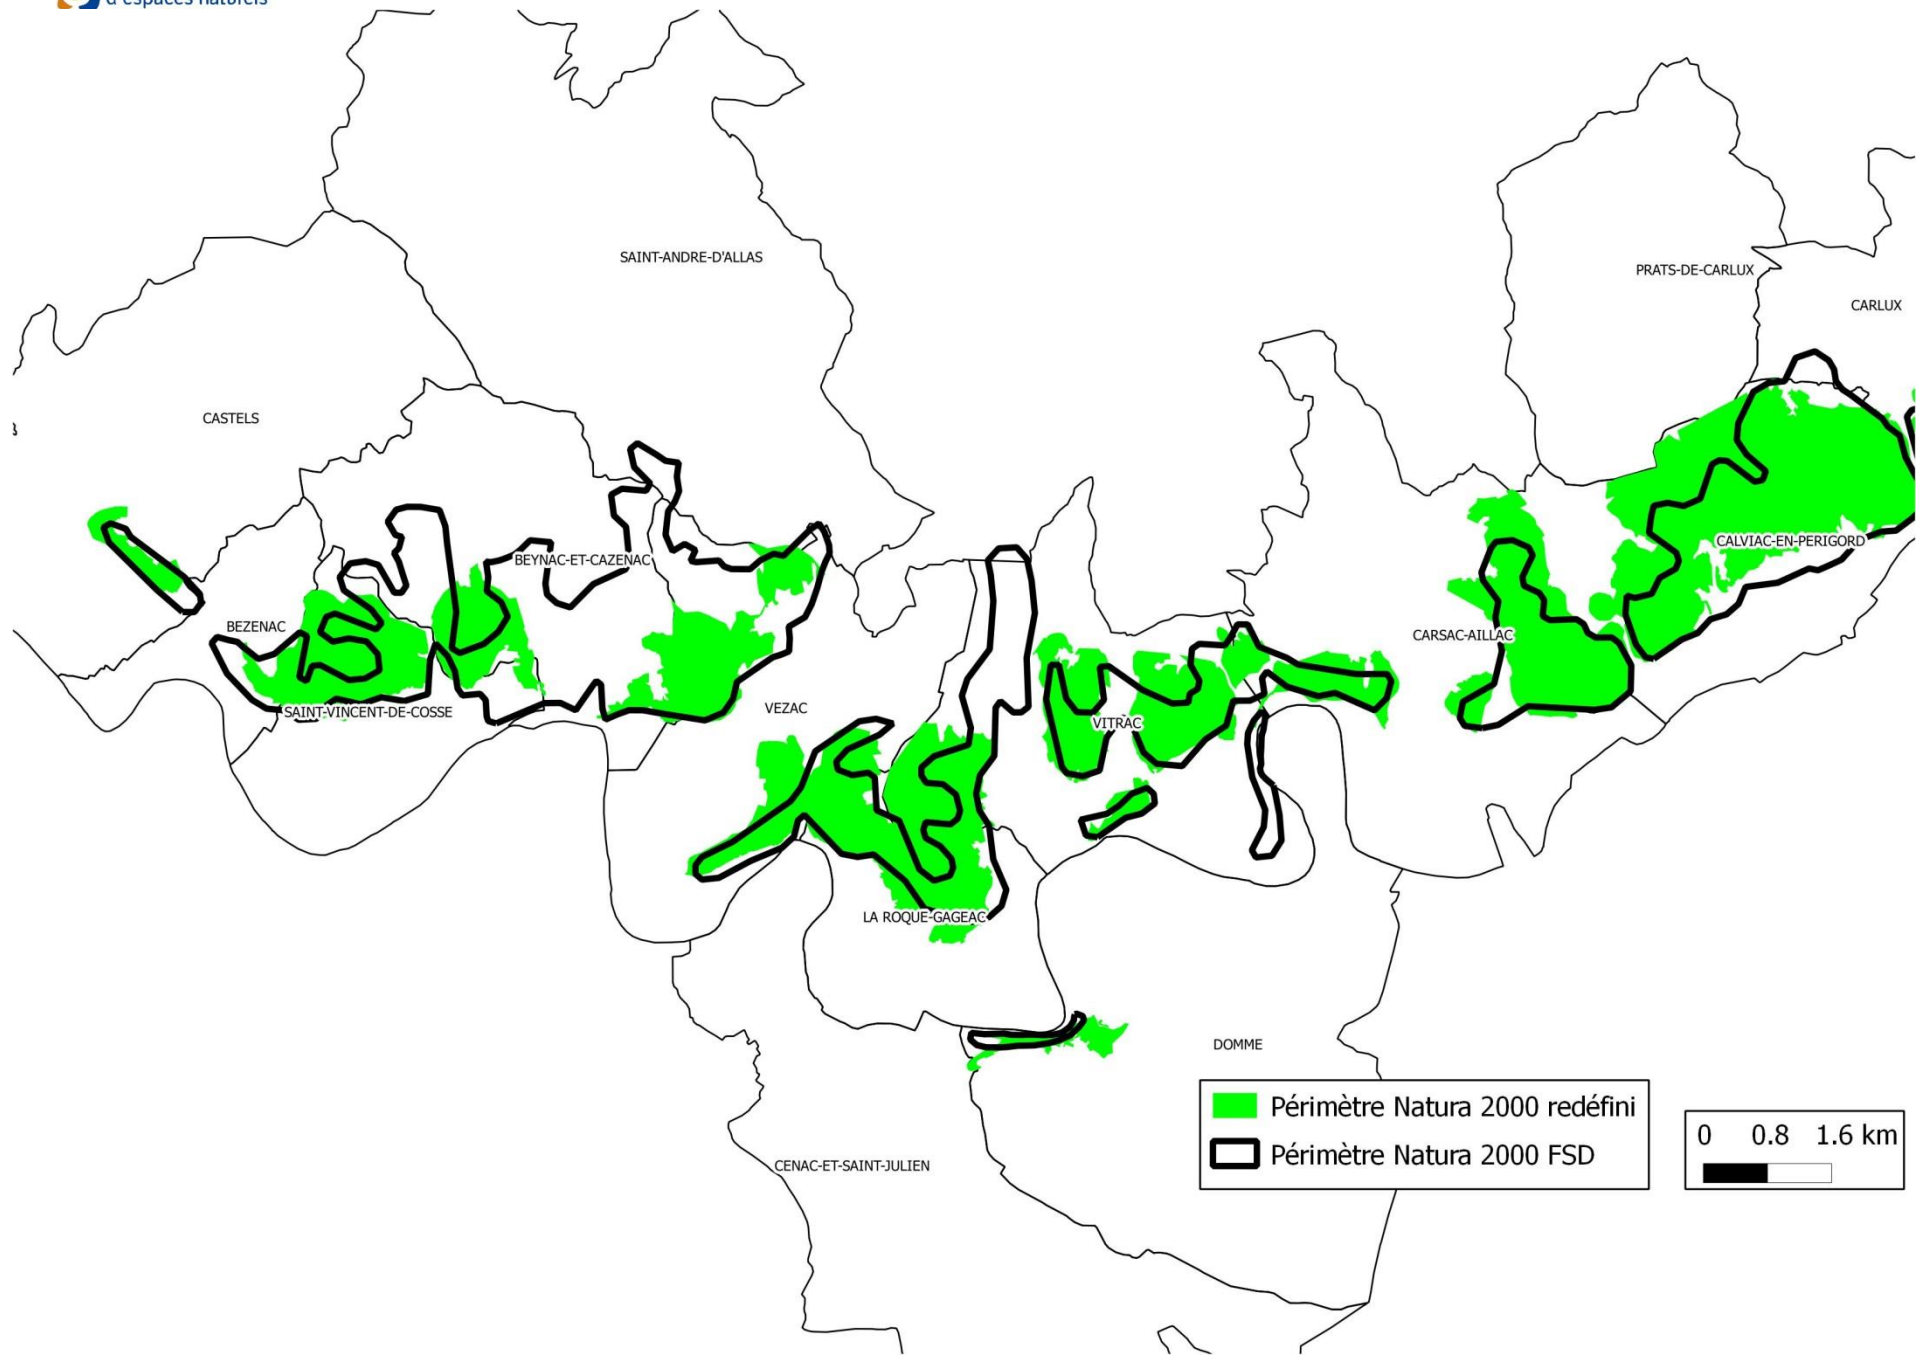 d'espaces naturels
SAINT-ANDRE-D'ALLAS
PRATS-DE-CARLUX
CARLUX
CASTELS
CALVIAC-EN-PERIGORD
BEYNAC-ET-CAZENAC
BEZENAC
CARSAC-AILLAC
SAINT-VINCENT-DE-COSSE
VEZAC
VITRAC
LA ROQUE-GAGEAC
DOMME
CENAC-ET-SAINT-JULIEN
Périmètre Natura 2000 redéfini
Périmètre Natura 2000 FSD
0 0.8 1.6 km